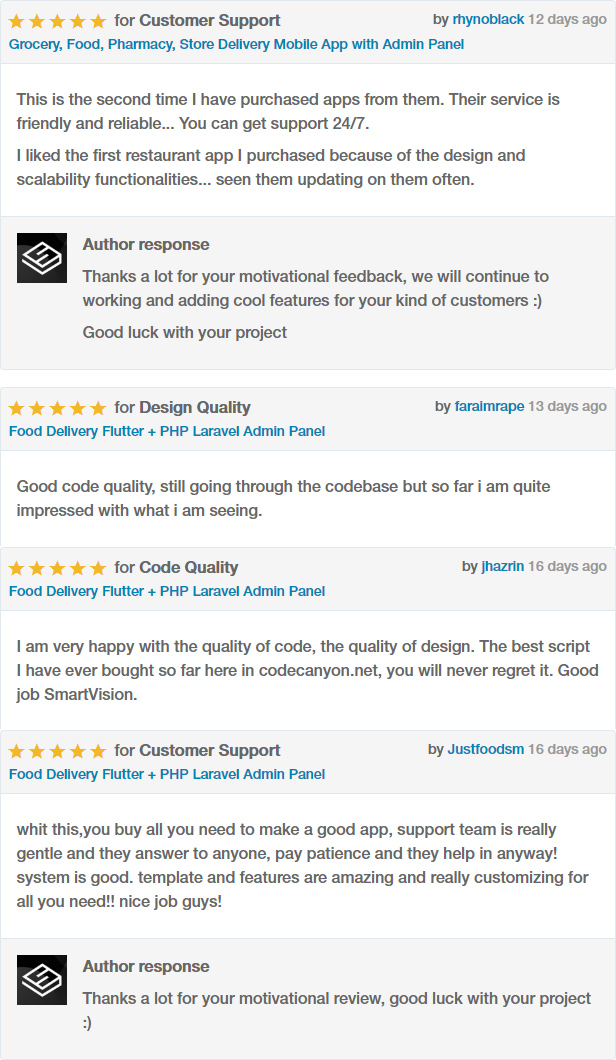 for Customer Support by rhynoblack 12 days ago
Grocery, Food, Pharmacy, Store Delivery Mobile App with Admin Panel
This is the second time I have purchased apps from them. Their service is
friendly and reliable... You can get support 24/7.
I liked the first restaurant app I purchased because of the design and
scalability functionalities... seen them updating on them often.
Author response
Thanks a lot for your motivational feedback, we will continue to
working and adding cool features for your kind of customers :)
Good luck with your project
for Design Quality by faraimrape 13 days ago
Food Delivery Flutter + PHP Laravel Admin Panel
Good code quality, still going through the codebase but so far i am quite
impressed with what i am seeing.
for Code Quality by jhazrin 16 days ago
Food Delivery Flutter + PHP Laravel Admin Panel
I am very happy with the quality of code, the quality of design. The best script
I have ever bought so far here in codecanyon.net, you will never regret it. Good
job SmartVision.
for Customer Support by Justfoodsm 16 days ago
Food Delivery Flutter + PHP Laravel Admin Panel
whit this,you buy all you need to make a good app, support team is really
gentle and they answer to anyone, pay patience and they help in anyway!
system is good. template and features are amazing and really customizing for
all you need!! nice job guys!
Author response
Thanks a lot for your motivational review, good luck with your project
:)